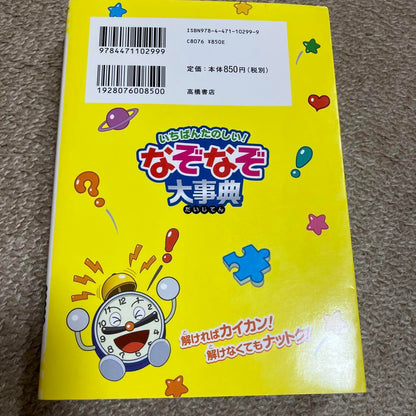 ISBN978-4-471-10299-9
C8076 ¥850E
定価：本体850円（税別）
高橋書店
9784471102999
1928076008500
いちばんたのしい!
なぞなぞ
大事典
だいじてん
解ければカイカン!
解けなくてもナットク!